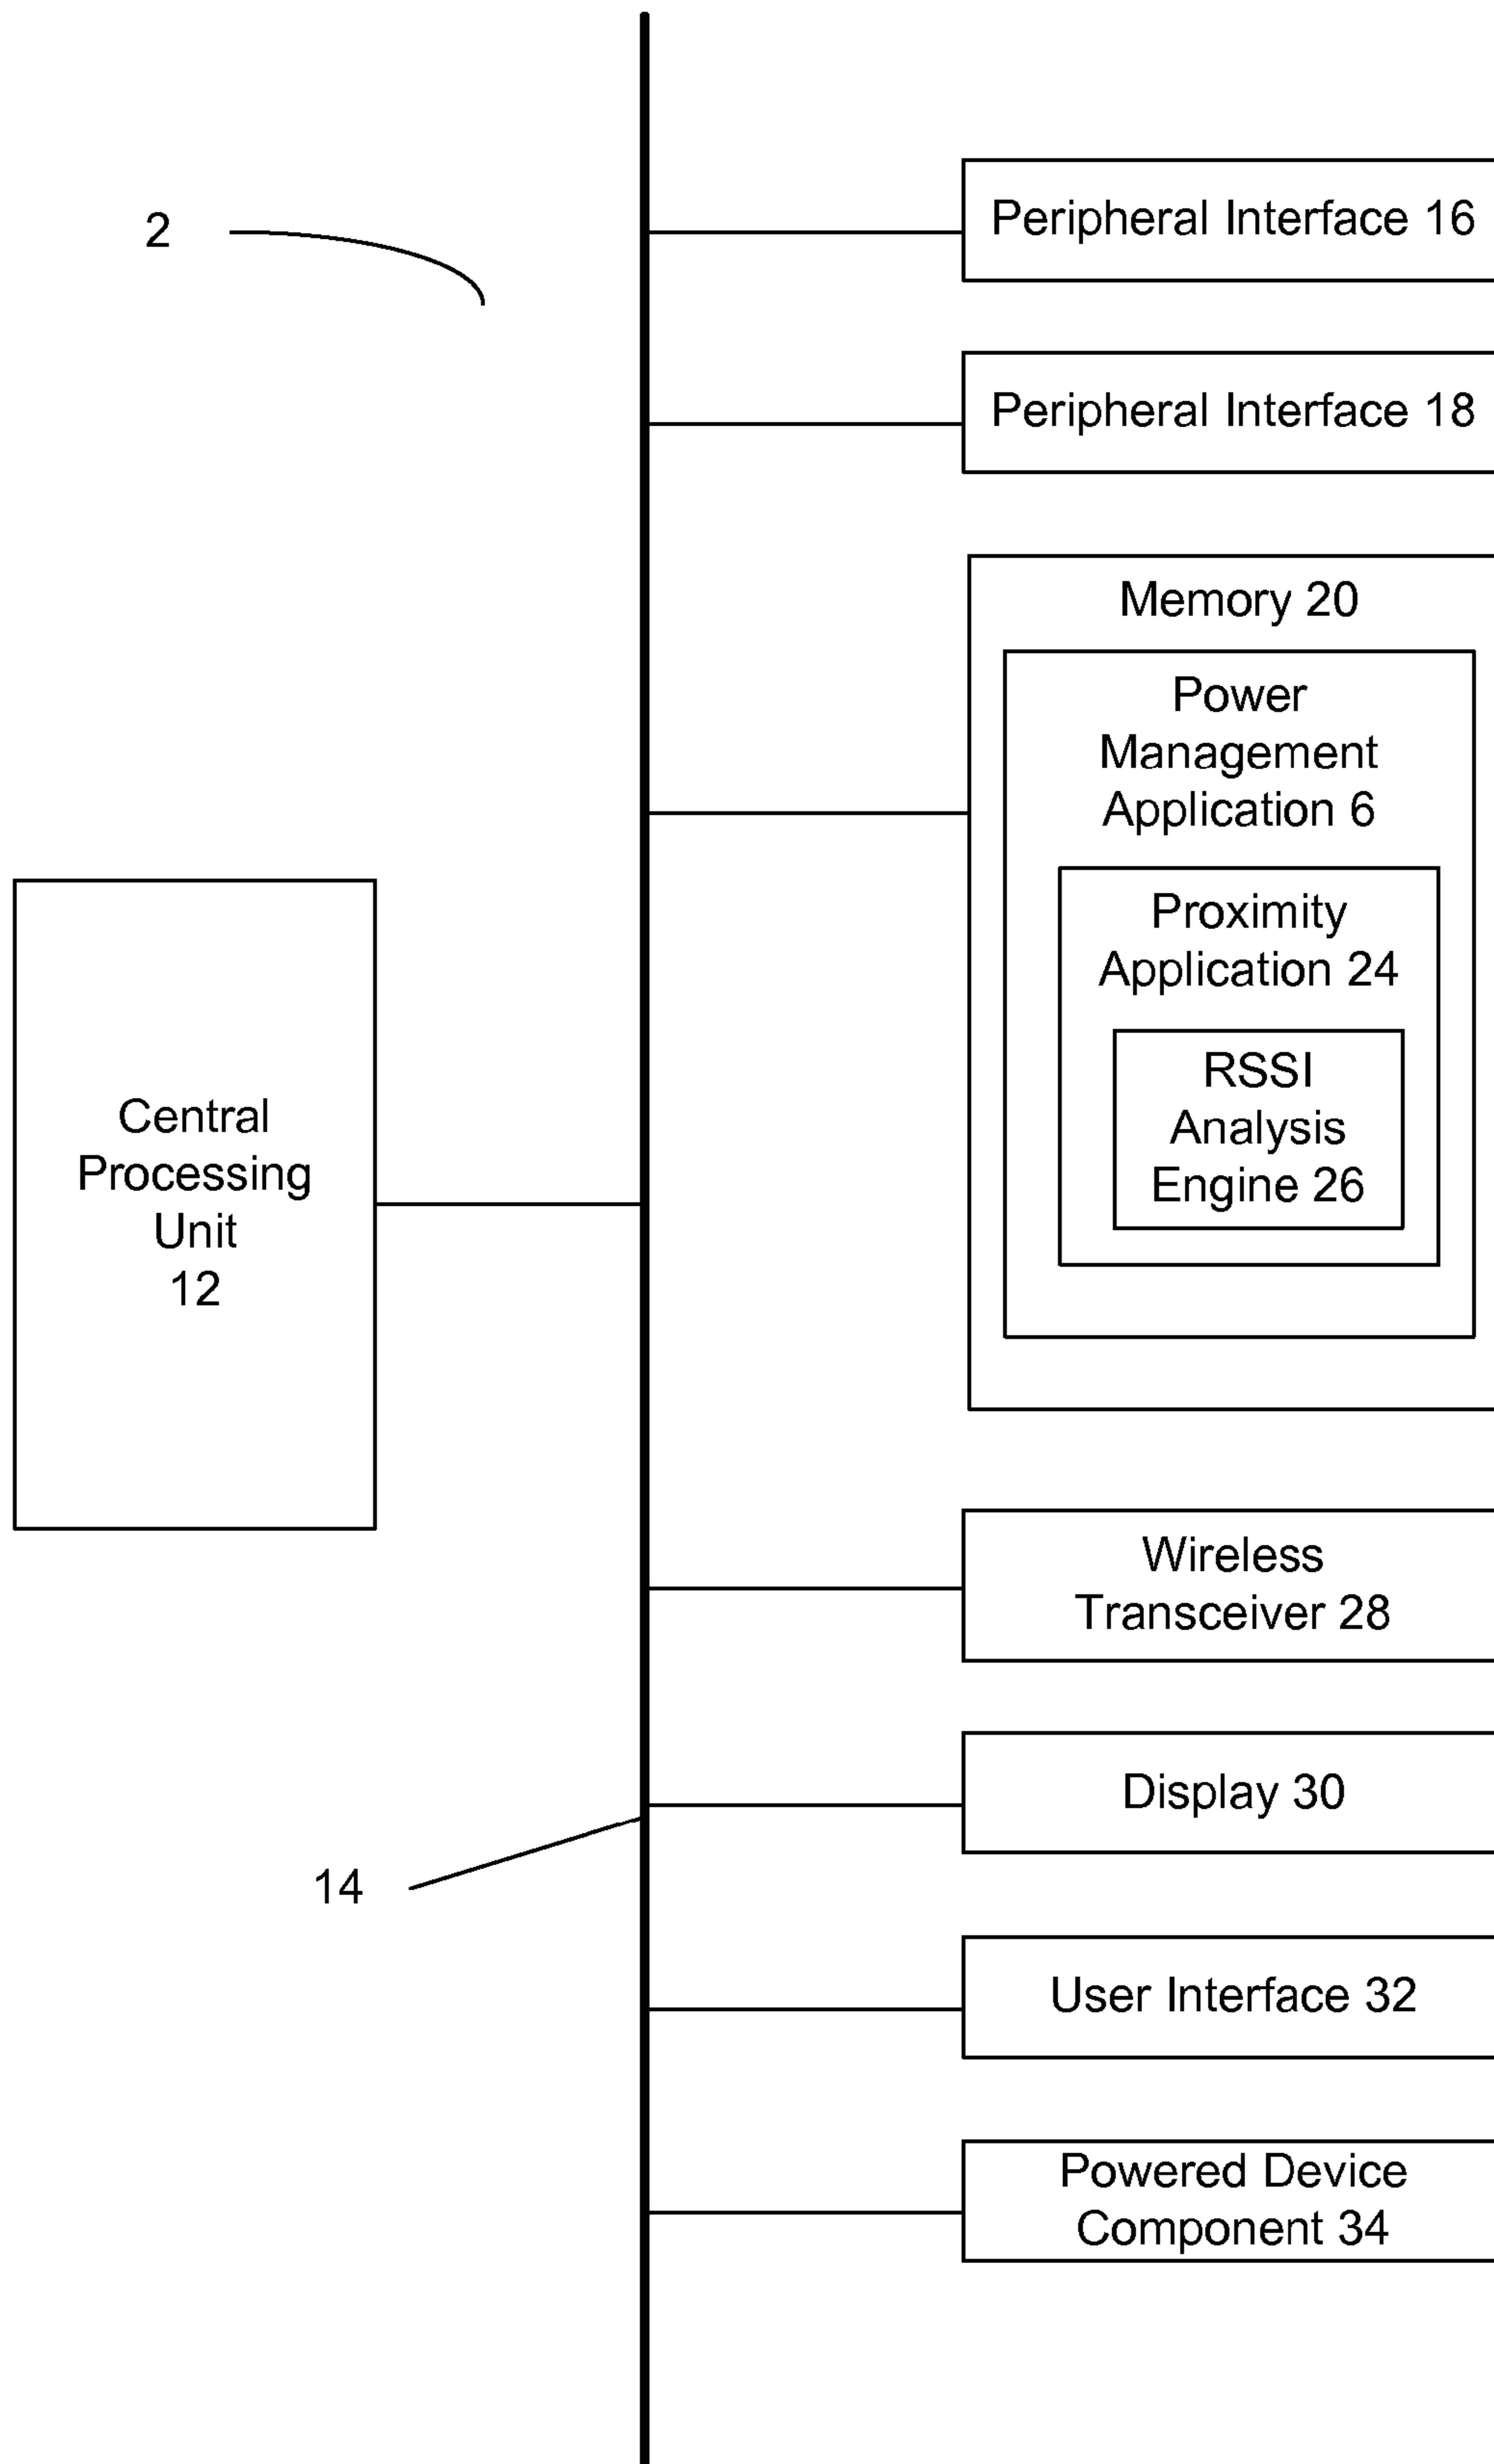 2
Peripheral Interface 16
Peripheral Interface 18
Memory 20
Power
Management
Application 6
Proximity
Application 24
RSSI
Analysis
Engine 26
Central
Processing
Unit
12
Wireless
Transceiver 28
Display 30
14
User Interface 32
Powered Device
Component 34